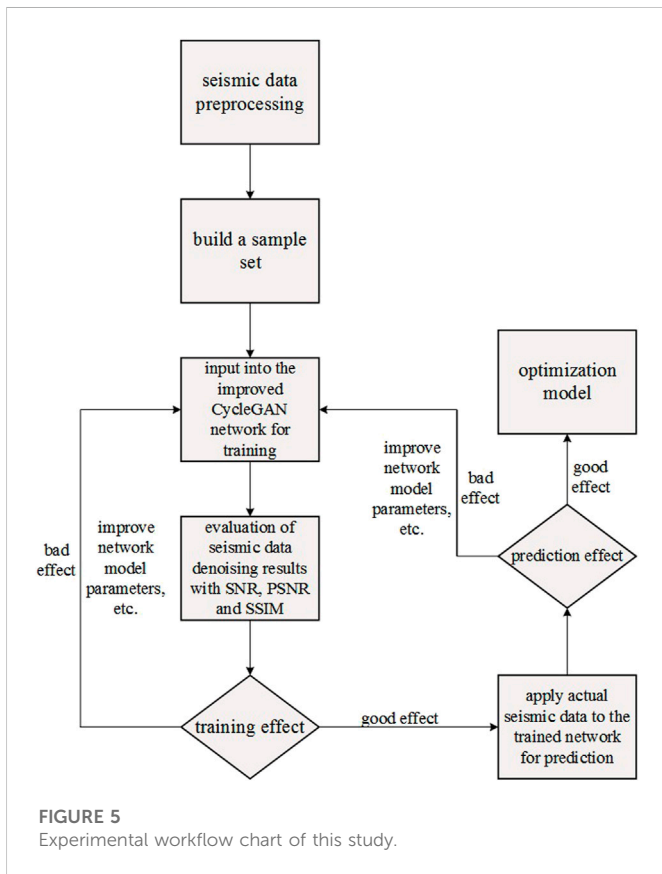 seismic data
preprocessing
build a sample
set
input into the
improved
CycleGAN
network for
training
evaluation of
seismic data
denoising results
with SNR, PSNR
and SSIM
training effect
bad
effect
improve
network
model
parameters,
etc.
good effect
apply actual
seismic data to the
trained network
for prediction
prediction effect
bad
effect
improve
network
model
parameters,
etc.
good
effect
optimization
model
FIGURE 5
Experimental workflow chart of this study.